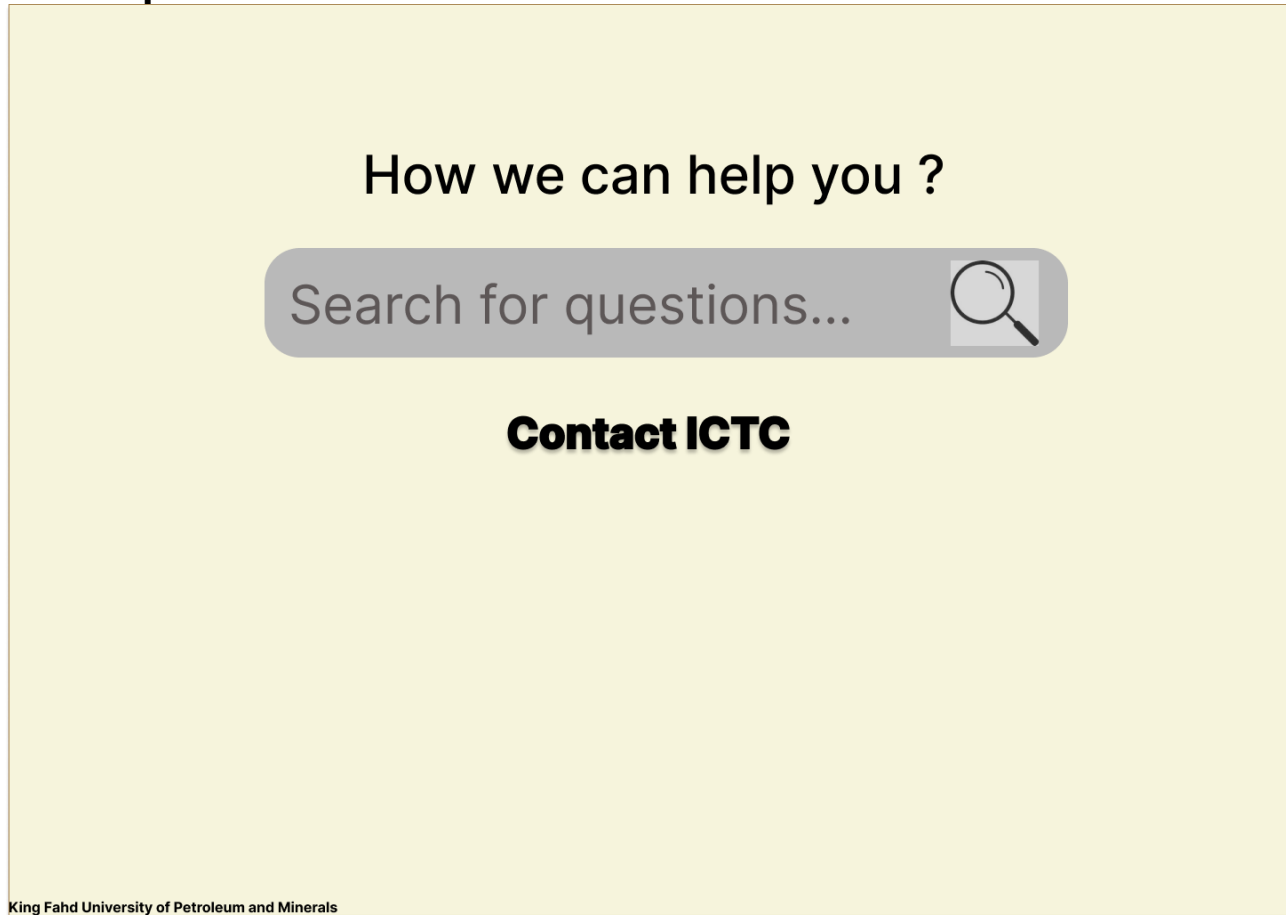 How we can help you ?
Search for questions...
Contact ICTC
King Fahd University of Petroleum and Minerals